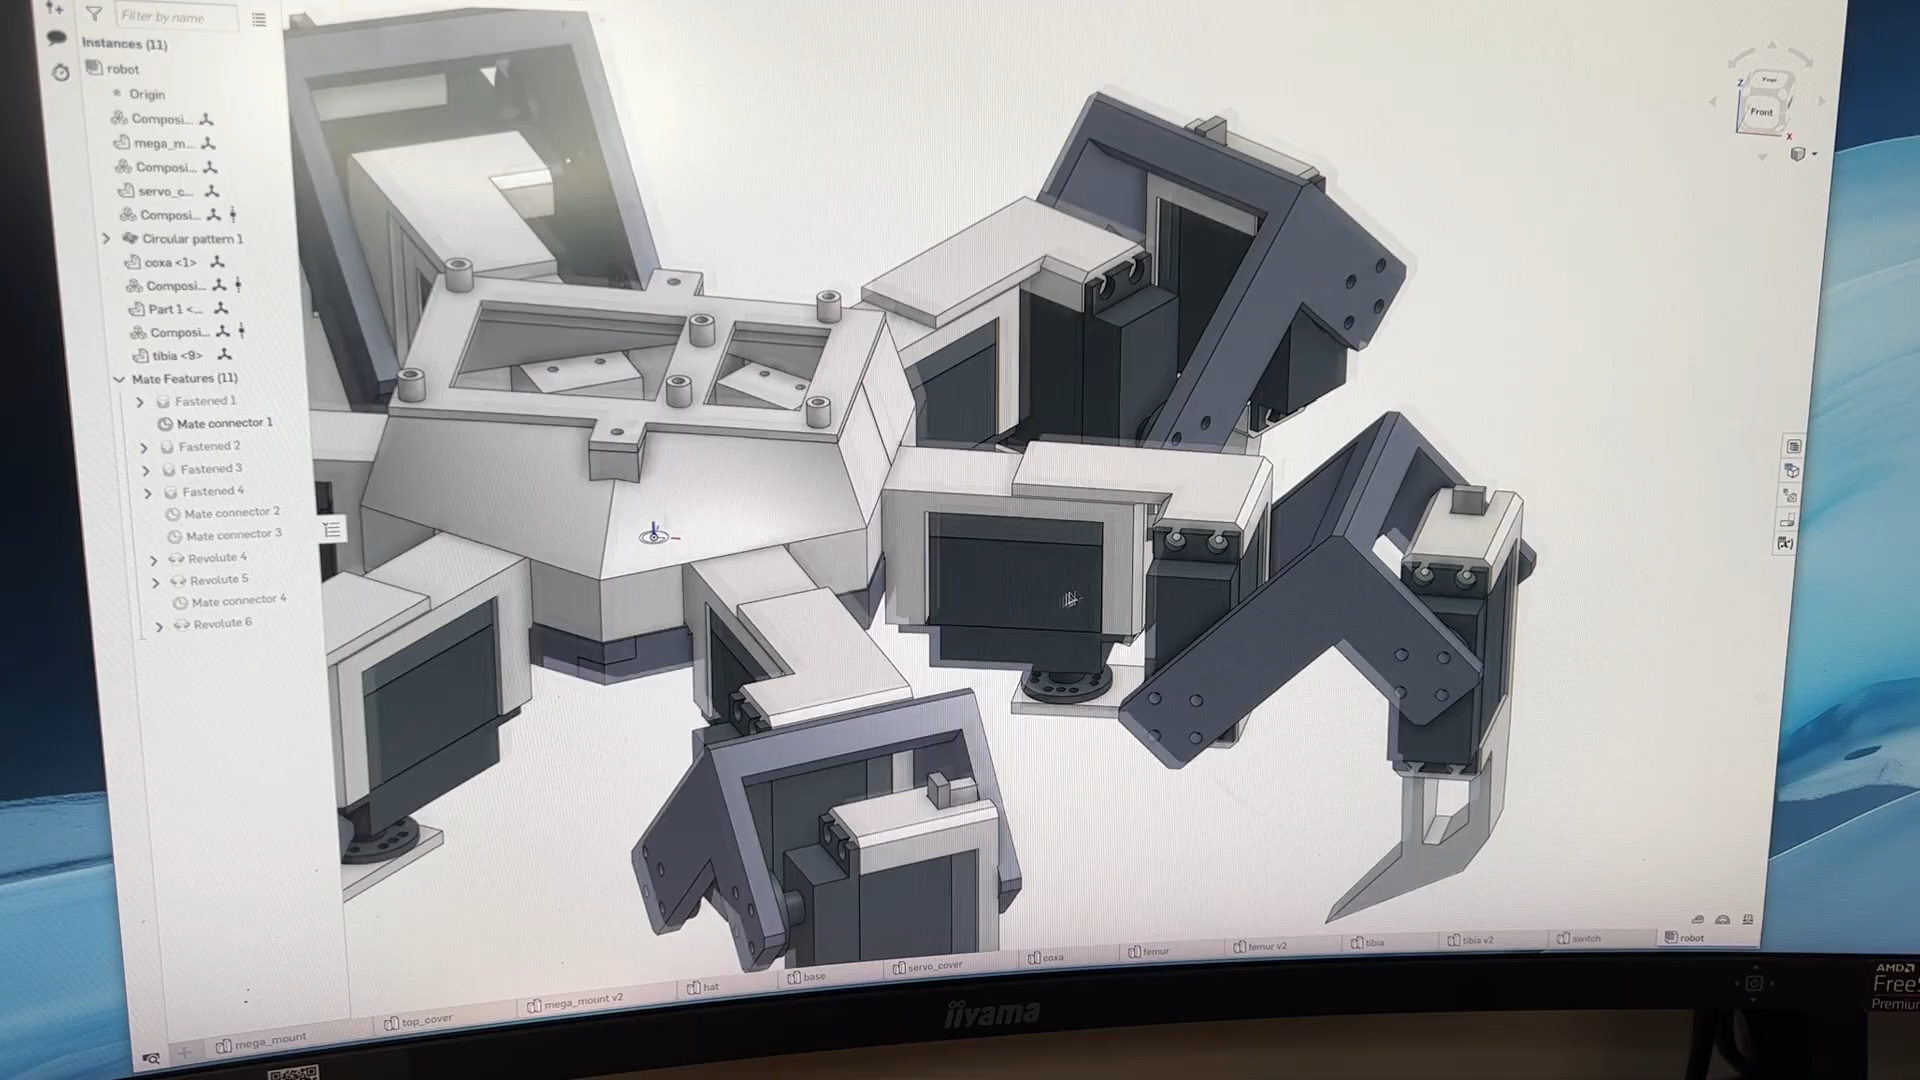 Filter by name
Instances (11)
robot
Origin
Composi...
mega_m...
Composi...
servo_c...
Composi...
Circular pattern 1
coxa <1>
Composi...
Part 1 <...
Composi...
tibia <9>
Mate Features (11)
Fastened 1
Mate connector 1
Fastened 2
Fastened 3
Fastened 4
Mate connector 2
Mate connector 3
Revolute 4
Revolute 5
Mate connector 4
Revolute 6
Top
Z
Front
X
mega_mount
top_cover
mega_mount v2
hat
base
servo_cover
coxa
femur
femur v2
tibia
tibia v2
switch
robot
iiyama
AMD
FreeS
Premium